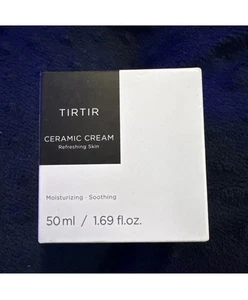 TIRTIR
CERAMIC CREAM
Refreshing Skin
Moisturizing · Soothing
50ml / 1.69 fl.oz.